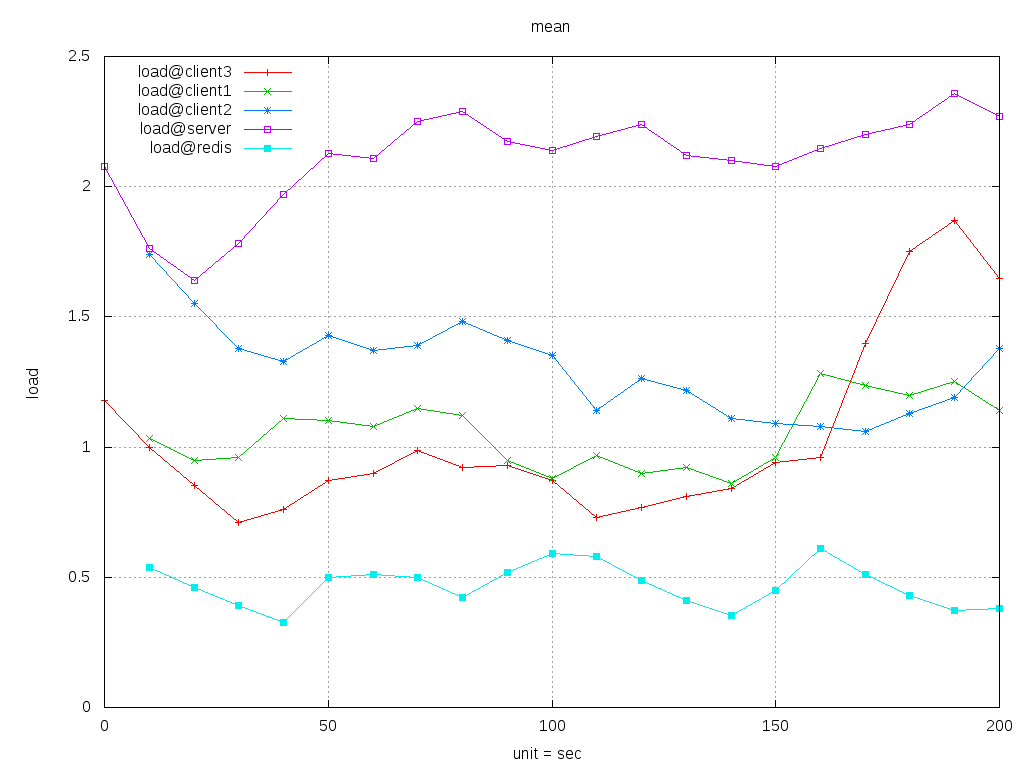 mean
load@client3
load@client1
load@client2
load@server
load@redis
2.5
2
1.5
1
0.5
0
load
0 50 100 150 200
unit = sec